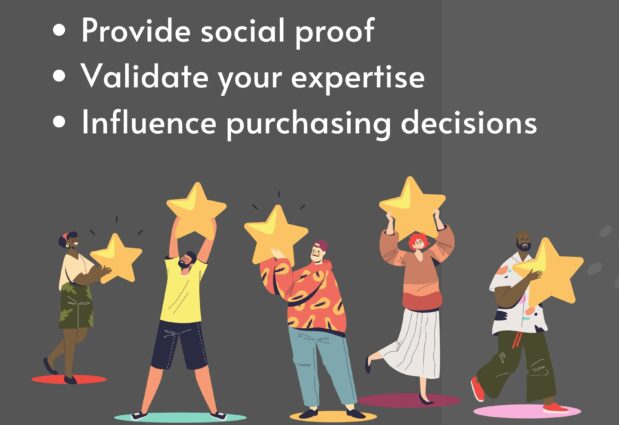 • Provide social proof
• Validate your expertise
• Influence purchasing decisions